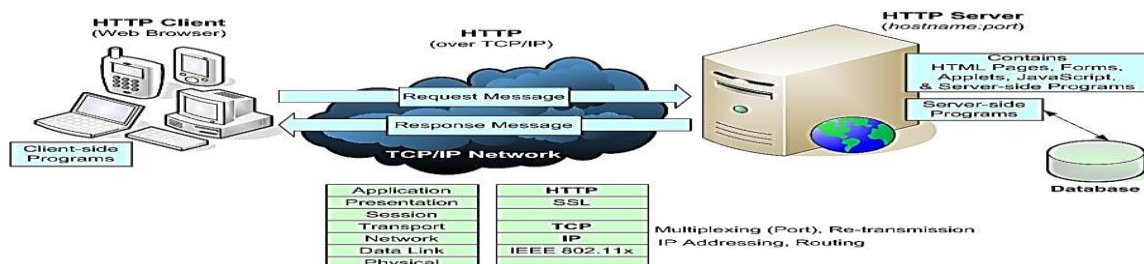 HTTP Client
(Web Browser)
Client-side
Programs
HTTP
(over TCP/IP)
Request Message
Response Message
TCP/IP Network
HTTP Server
(hostname:port)
Contains
HTML Pages, Forms,
Applets, JavaScript,
& Server-side Programs
Server-side
Programs
Database
Application HTTP
Presentation SSL
Session
Transport TCP Multiplexing (Port), Re-transmission
Network IP IP Addressing, Routing
Data Link IEEE 802.11x
Physical